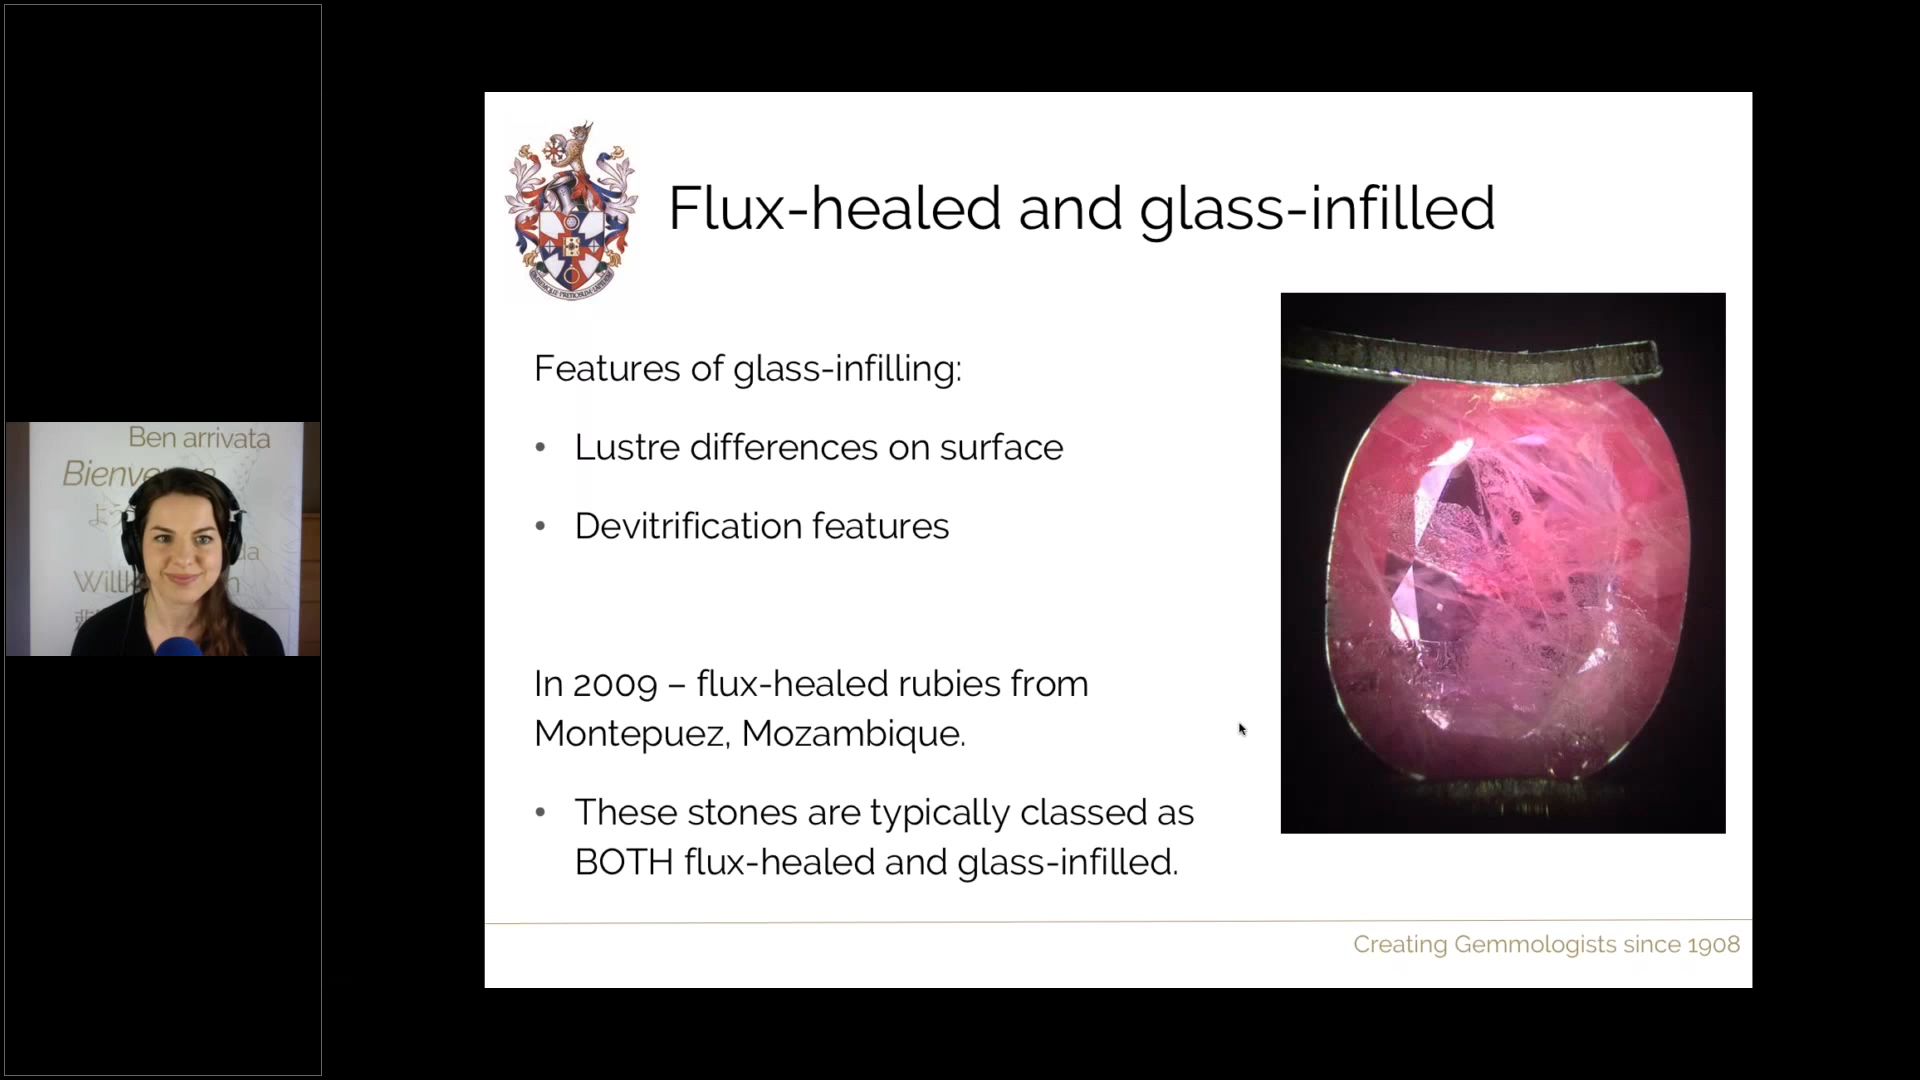 Ben arrivata
Flux-healed and glass-infilled
Features of glass-infilling:
• Lustre differences on surface
• Devitrification features
In 2009 – flux-healed rubies from
Montepuez, Mozambique.
• These stones are typically classed as
BOTH flux-healed and glass-infilled.
Creating Gemmologists since 1908